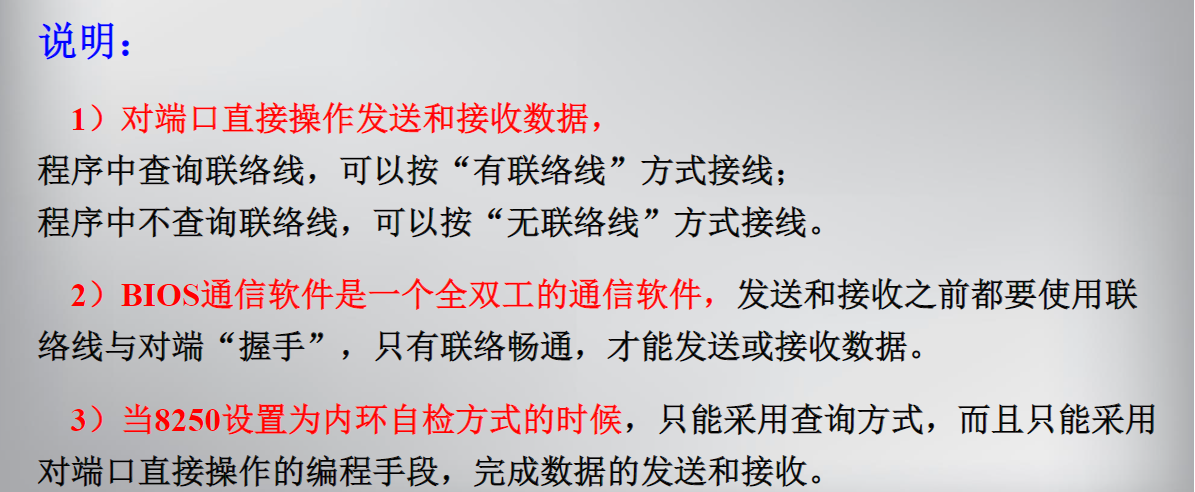 说明：
1）对端口直接操作发送和接收数据，
程序中查询联络线，可以按“有联络线”方式接线；
程序中不查询联络线，可以按“无联络线”方式接线。
2）BIOS通信软件是一个全双工的通信软件，发送和接收之前都要使用联
络线与对端“握手”，只有联络畅通，才能发送或接收数据。
3）当8250设置为内环自检方式的时候，只能采用查询方式，而且只能采用
对端口直接操作的编程手段，完成数据的发送和接收。